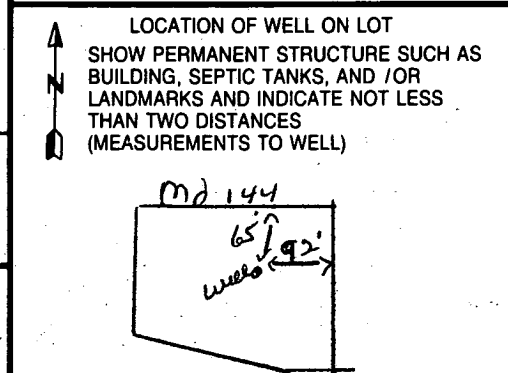 LOCATION OF WELL ON LOT
SHOW PERMANENT STRUCTURE SUCH AS
BUILDING, SEPTIC TANKS, AND /OR
LANDMARKS AND INDICATE NOT LESS
THAN TWO DISTANCES
(MEASUREMENTS TO WELL)
N
Md 144
65'
92'
well